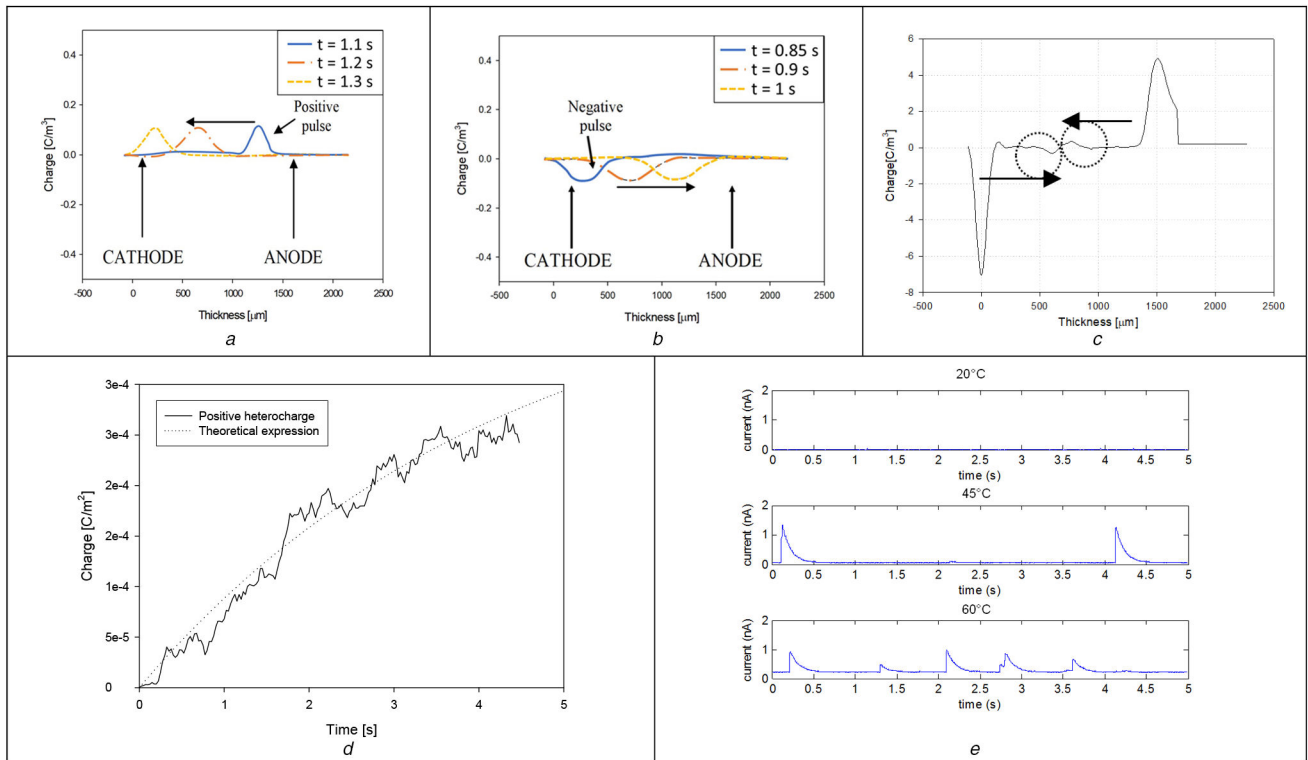 0.4
0.2
0.0
-0.2
-0.4
Charge [C/m³]
t = 1.1 s
t = 1.2 s
t = 1.3 s
Positive
pulse
CATHODE
ANODE
-500 0 500 1000 1500 2000 2500
Thickness [μm]
a
0.4
0.2
0.0
-0.2
-0.4
Charge [C/m³]
t = 0.85 s
t = 0.9 s
t = 1 s
Negative
pulse
CATHODE
ANODE
-500 0 500 1000 1500 2000 2500
Thickness [μm]
b
6
4
2
0
-2
-4
-6
-8
Charge[C/m³]
-500 0 500 1000 1500 2000 2500
Thickness [μm]
c
3e-4
3e-4
2e-4
2e-4
1e-4
5e-5
0
Charge [C/m²]
Positive heterocharge
Theoretical expression
0 1 2 3 4 5
Time [s]
d
20°C
2
1
0
current (nA)
0 0.5 1 1.5 2 2.5 3 3.5 4 4.5 5
time (s)
45°C
2
1
0
current (nA)
0 0.5 1 1.5 2 2.5 3 3.5 4 4.5 5
time (s)
60°C
2
1
0
current (nA)
0 0.5 1 1.5 2 2.5 3 3.5 4 4.5 5
time (s)
e